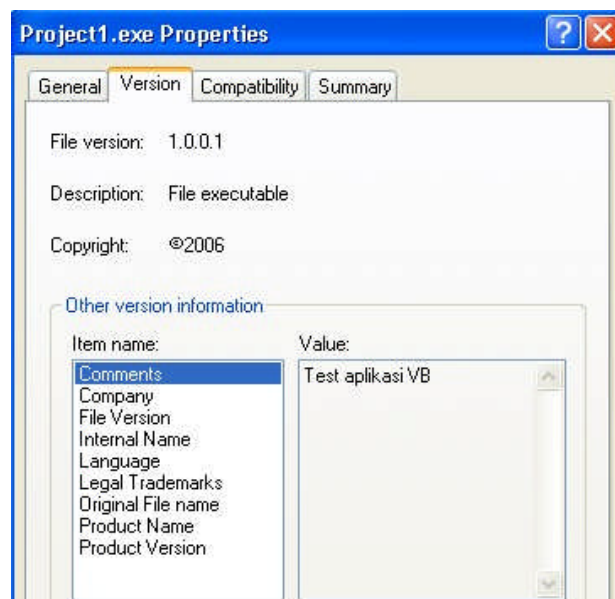 Project1.exe Properties
General Version Compatibility Summary
File version: 1.0.0.1
Description: File executable
Copyright: ©2006
Other version information
Item name: Value:
Comments Test aplikasi VB
Company
File Version
Internal Name
Language
Legal Trademarks
Original File name
Product Name
Product Version